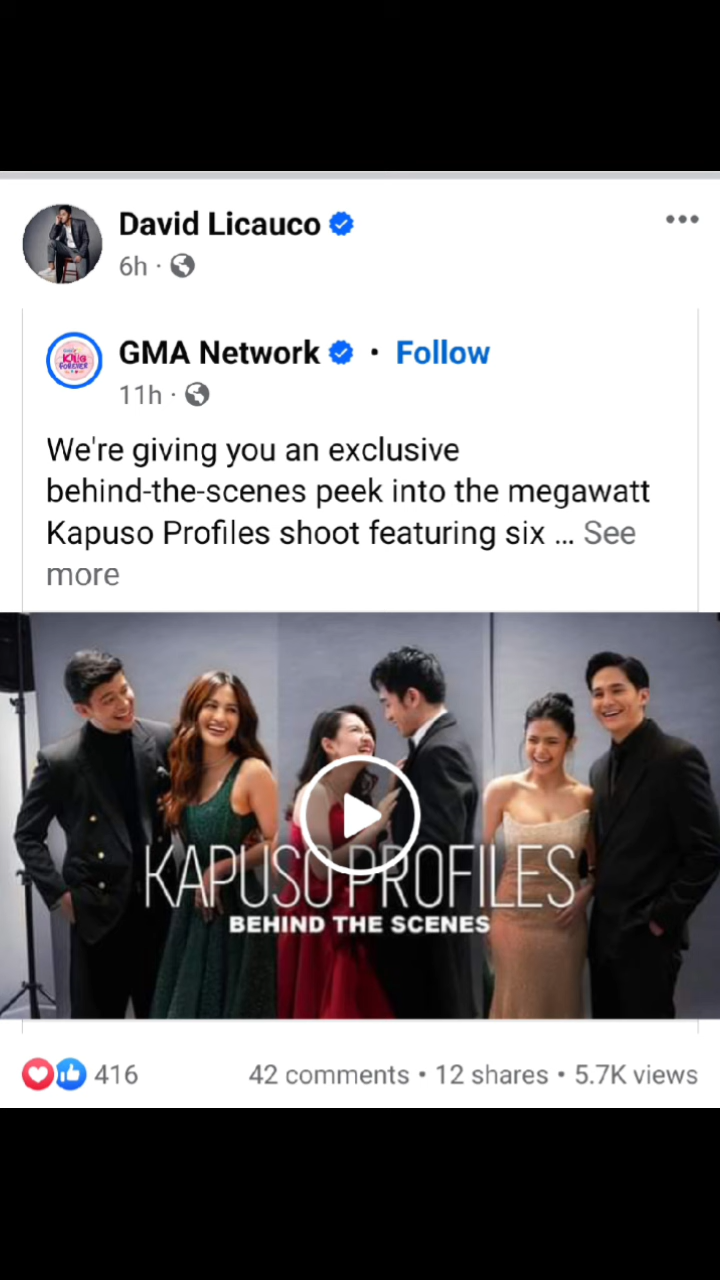 David Licauco
6h ·
KING
FOREVER
GMA Network · Follow
11h ·
We're giving you an exclusive
behind-the-scenes peek into the megawatt
Kapuso Profiles shoot featuring six ... See
more
KAPUSO PROFILES
BEHIND THE SCENES
416 42 comments • 12 shares • 5.7K views